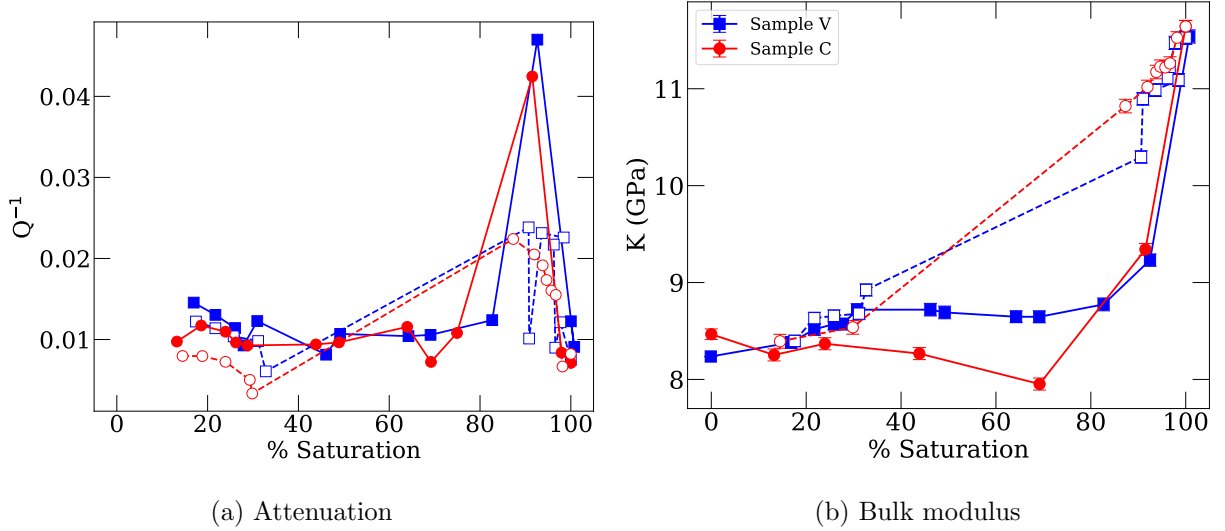 0.04
0.03
0.02
0.01
Q⁻¹
0 20 40 60 80 100
% Saturation
(a) Attenuation
Sample V
Sample C
11
10
9
8
K (GPa)
0 20 40 60 80 100
% Saturation
(b) Bulk modulus